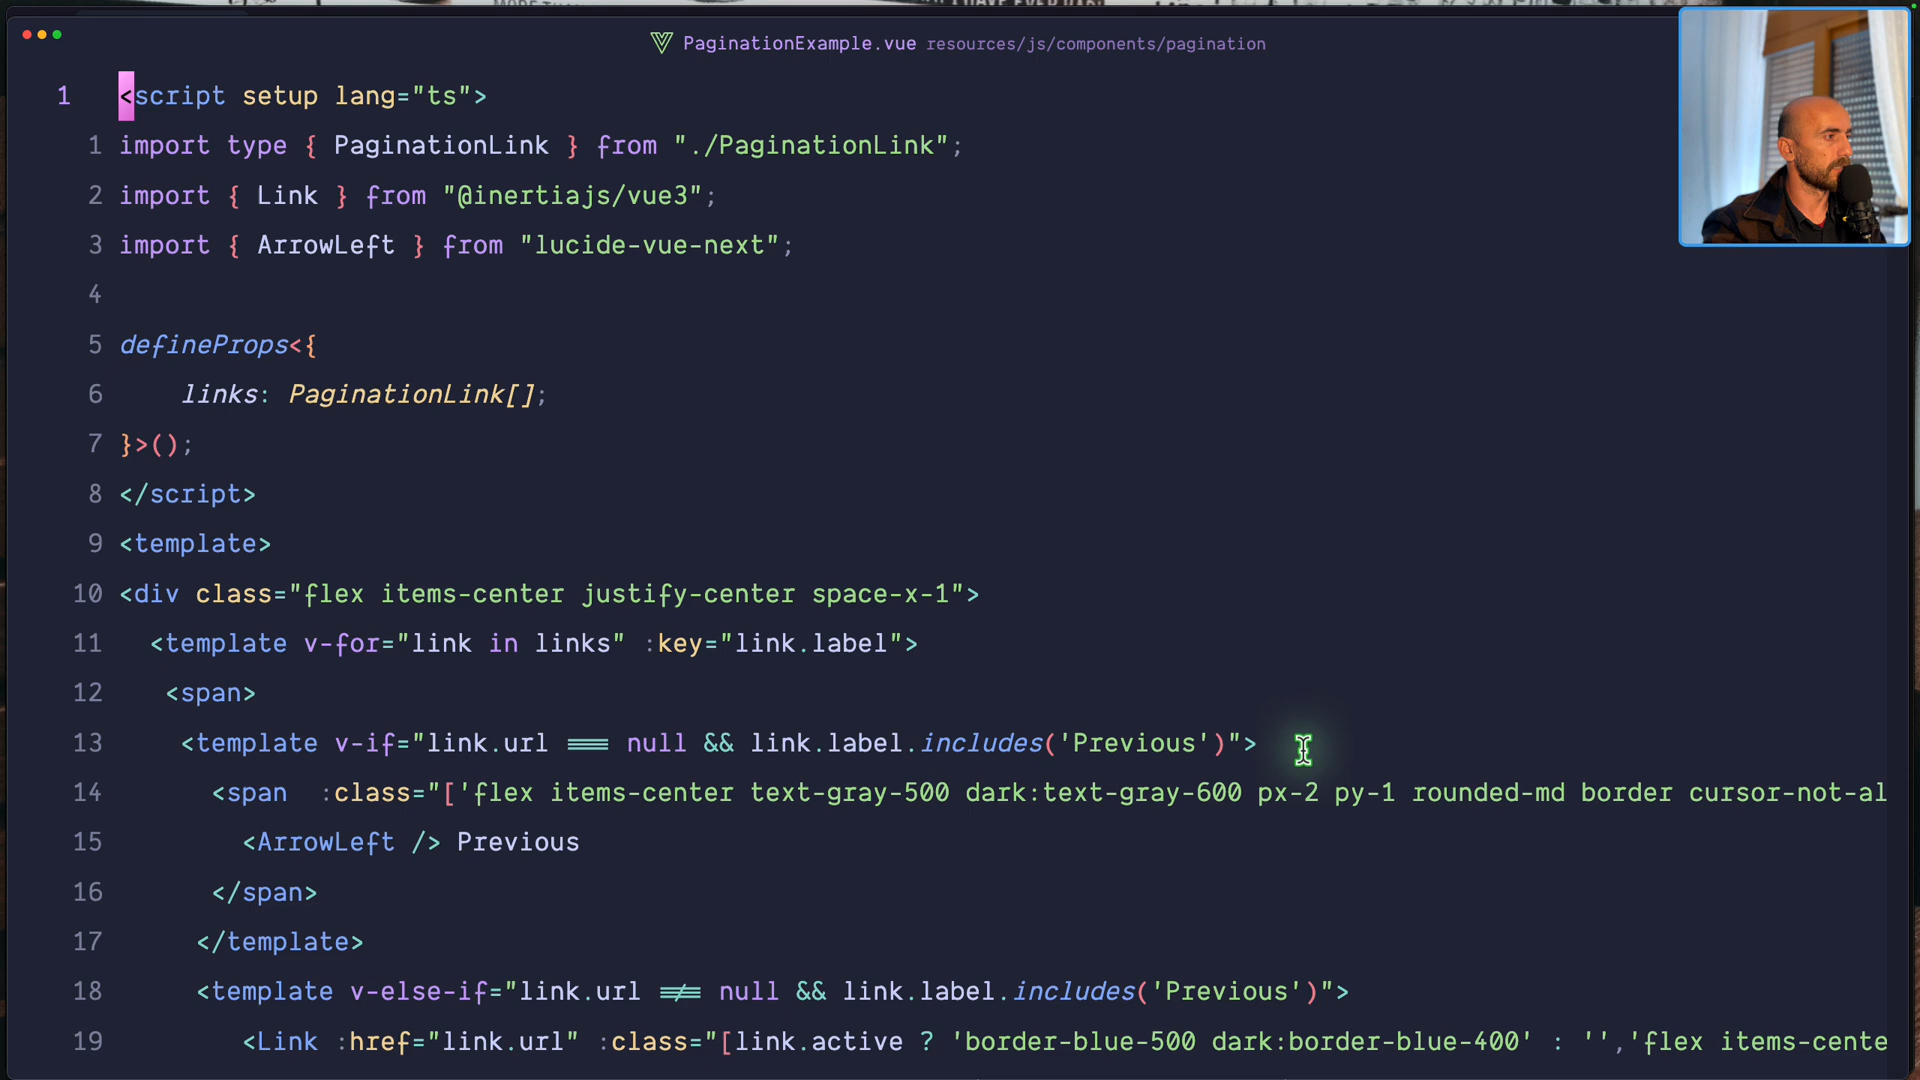 PaginationExample.vue resources/js/components/pagination
1 <script setup lang="ts">
1 import type { PaginationLink } from "./PaginationLink";
2 import { Link } from "@inertiajs/vue3";
3 import { ArrowLeft } from "lucide-vue-next";
4
5 defineProps<{
6 links: PaginationLink[];
7 }>();
8 </script>
9 <template>
10 <div class="flex items-center justify-center space-x-1">
11 <template v-for="link in links" :key="link.label">
12 <span>
13 <template v-if="link.url === null && link.label.includes('Previous')">
14 <span :class="['flex items-center text-gray-500 dark:text-gray-600 px-2 py-1 rounded-md border cursor-not-al
15 <ArrowLeft /> Previous
16 </span>
17 </template>
18 <template v-else-if="link.url !== null && link.label.includes('Previous')">
19 <Link :href="link.url" :class="[link.active ? 'border-blue-500 dark:border-blue-400' : '','flex items-cente